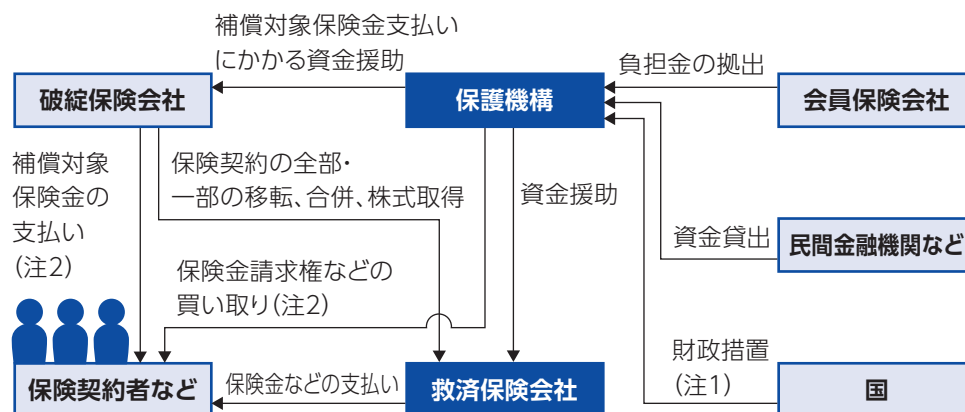 補償対象保険金支払い
にかかる資金援助
負担金の拠出
破綻保険会社
保護機構
会員保険会社
補償対象
保険金の
支払い
(注2)
保険契約の全部・
一部の移転、合併、株式取得
資金援助
資金貸出
民間金融機関など
保険金請求権などの
買い取り(注2)
財政措置
(注1)
保険契約者など
保険金などの支払い
救済保険会社
国